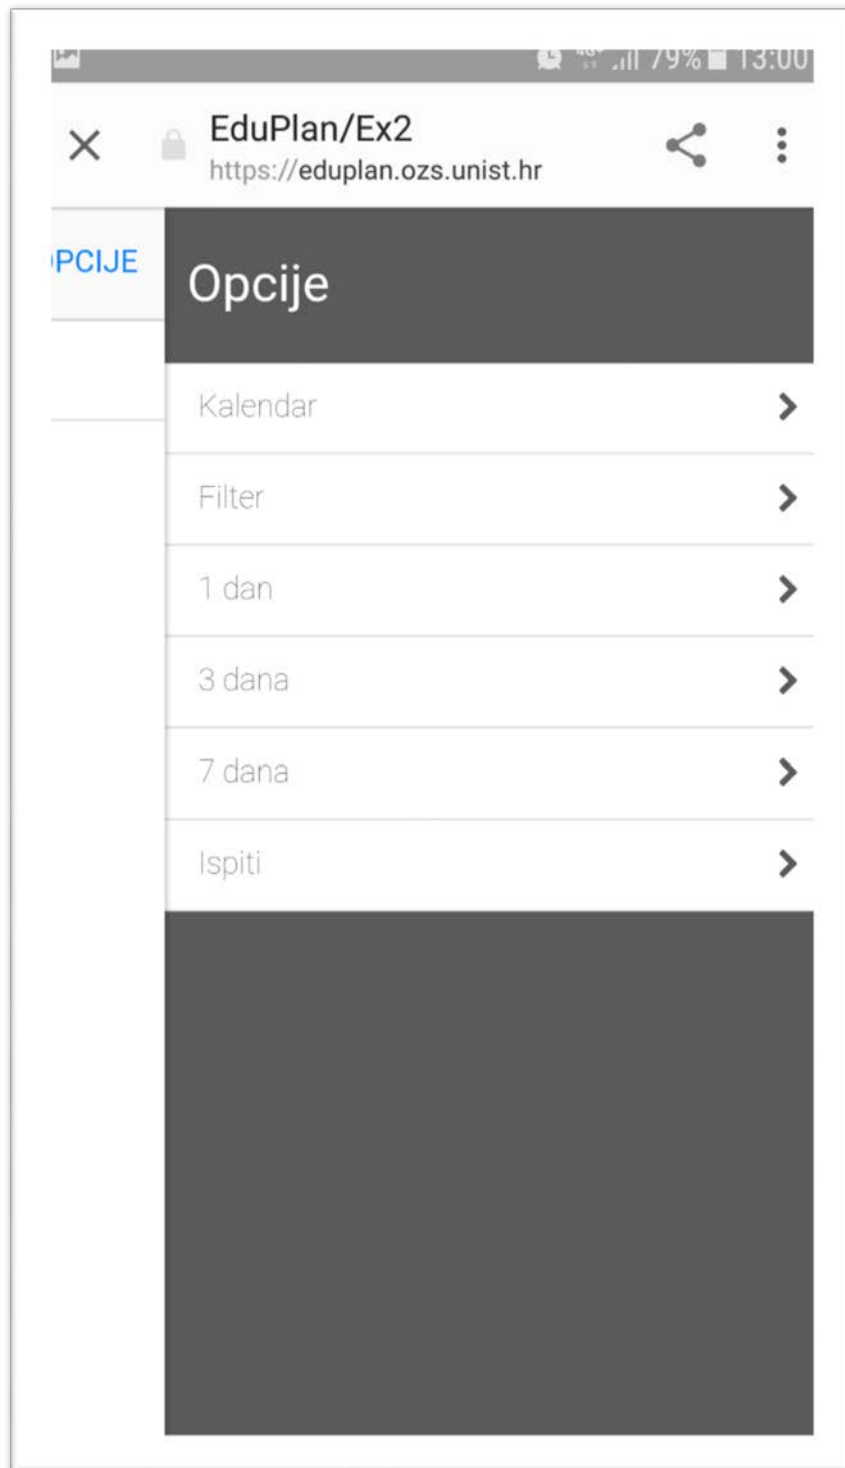 79% 13:00
EduPlan/Ex2
https://eduplan.ozs.unist.hr
PCIJE
Opcije
Kalendar
Filter
1 dan
3 dana
7 dana
Ispiti